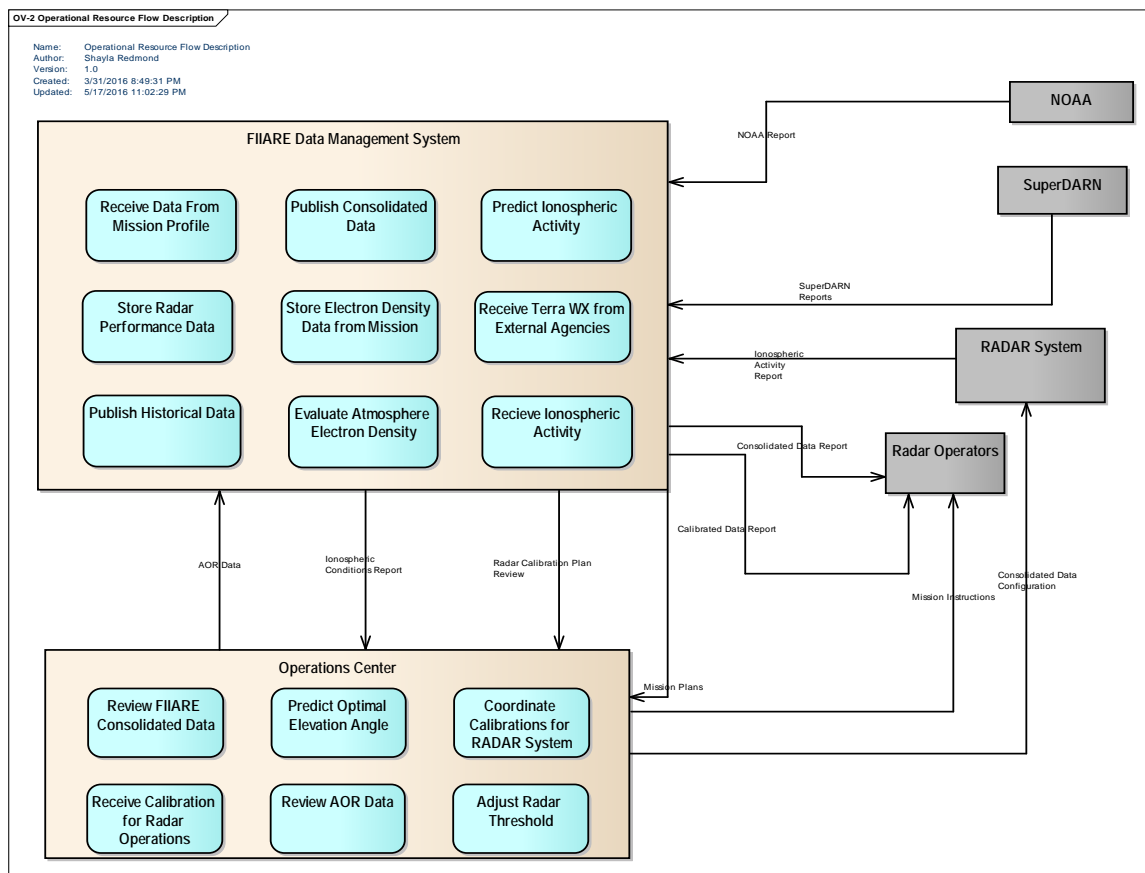 OV-2 Operational Resource Flow Description
Name: Operational Resource Flow Description
Author: Shayla Redmond
Version: 1.0
Created: 3/31/2016 8:49:31 PM
Updated: 5/17/2016 11:02:29 PM
NOAA
NOAA Report
FIIARE Data Management System
SuperDARN
Receive Data From
Mission Profile
Publish Consolidated
Data
Predict Ionospheric
Activity
SuperDARN
Reports
Store Radar
Performance Data
Store Electron Density
Data from Mission
Receive Terra WX from
External Agencies
RADAR System
Ionospheric
Activity
Report
Publish Historical Data
Evaluate Atmosphere
Electron Density
Recieve Ionospheric
Activity
Consolidated Data Report
Radar Operators
Calibrated Data Report
AOR Data
Ionospheric
Conditions Report
Radar Calibration Plan
Review
Consolidated Data
Configuration
Mission Instructions
Operations Center
Mission Plans
Review FIIARE
Consolidated Data
Predict Optimal
Elevation Angle
Coordinate
Calibrations for
RADAR System
Receive Calibration
for Radar
Operations
Review AOR Data
Adjust Radar
Threshold